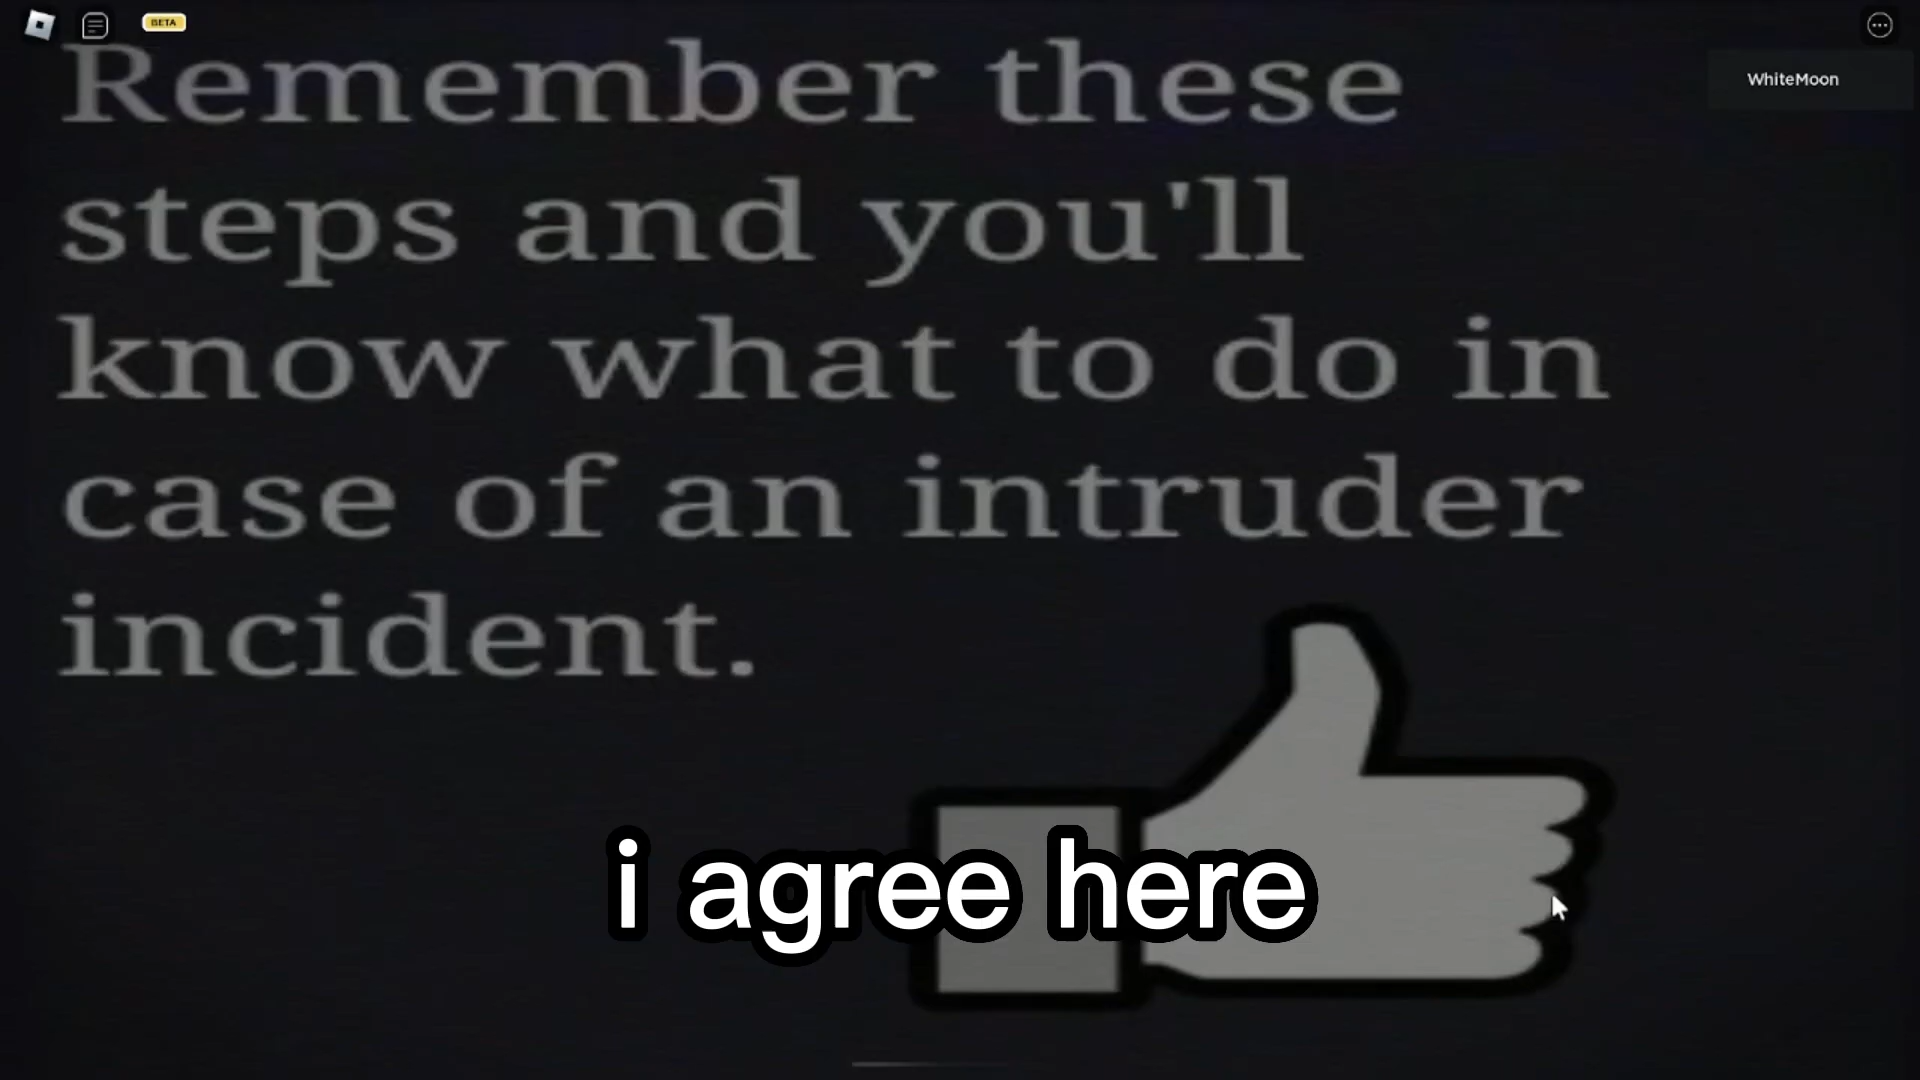 BETA
WhiteMoon
Remember these
steps and you'll
know what to do in
case of an intruder
incident.
i agree here